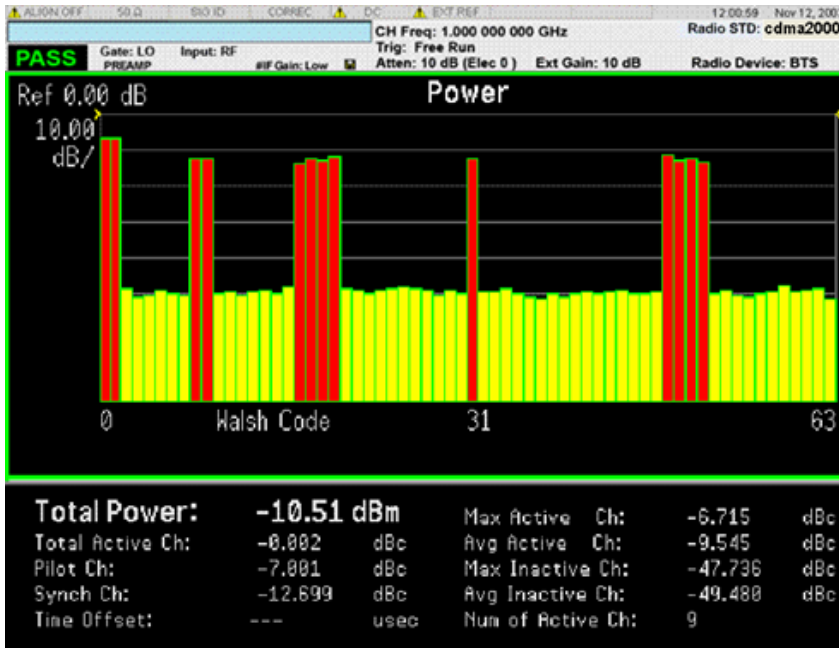 ALIGN OFF 50 Ω SIG ID CORREC DC EXT REF 12:00:59 Nov 12, 200
CH Freq: 1.000 000 000 GHz Radio STD: cdma2000
PASS Gate: LO Input: RF Trig: Free Run
PREAMP #IF Gain: Low Atten: 10 dB (Elec 0 ) Ext Gain: 10 dB Radio Device: BTS
Ref 0.00 dB Power
10.00
dB/
0 Walsh Code 31 63
Total Power: -10.51 dBm
Total Active Ch: -0.002 dBc
Pilot Ch: -7.001 dBc
Synch Ch: -12.699 dBc
Time Offset: --- usec
Max Active Ch: -6.715 dBc
Avg Active Ch: -9.545 dBc
Max Inactive Ch: -47.736 dBc
Avg Inactive Ch: -49.480 dBc
Num of Active Ch: 9